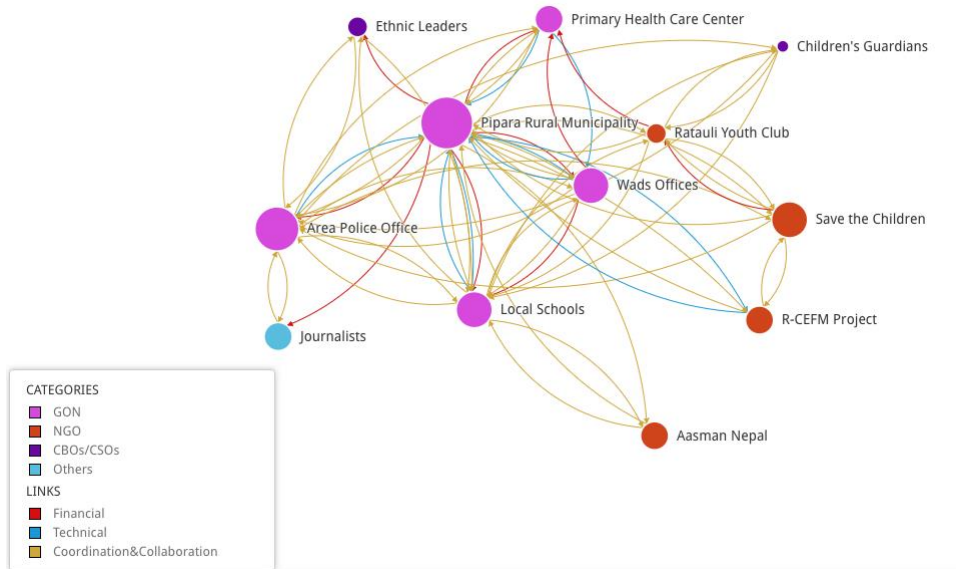 Primary Health Care Center
Ethnic Leaders
Children's Guardians
Pipara Rural Municipality
Ratauli Youth Club
Wads Offices
Save the Children
Area Police Office
Local Schools
R-CEFM Project
Journalists
Aasman Nepal
CATEGORIES
GON
NGO
CBOs/CSOs
Others
LINKS
Financial
Technical
Coordination&Collaboration